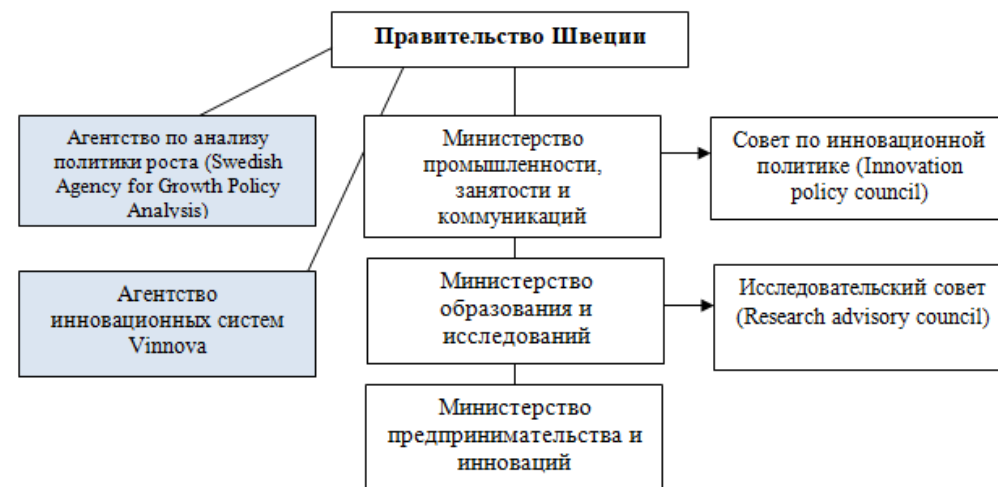 Правительство Швеции
Агентство по анализу
политики роста (Swedish
Agency for Growth Policy
Analysis)
Министерство
промышленности,
занятости и
коммуникаций
Совет по инновационной
политике (Innovation
policy council)
Агентство
инновационных систем
Vinnova
Министерство
образования и
исследований
Исследовательский совет
(Research advisory council)
Министерство
предпринимательства и
инноваций